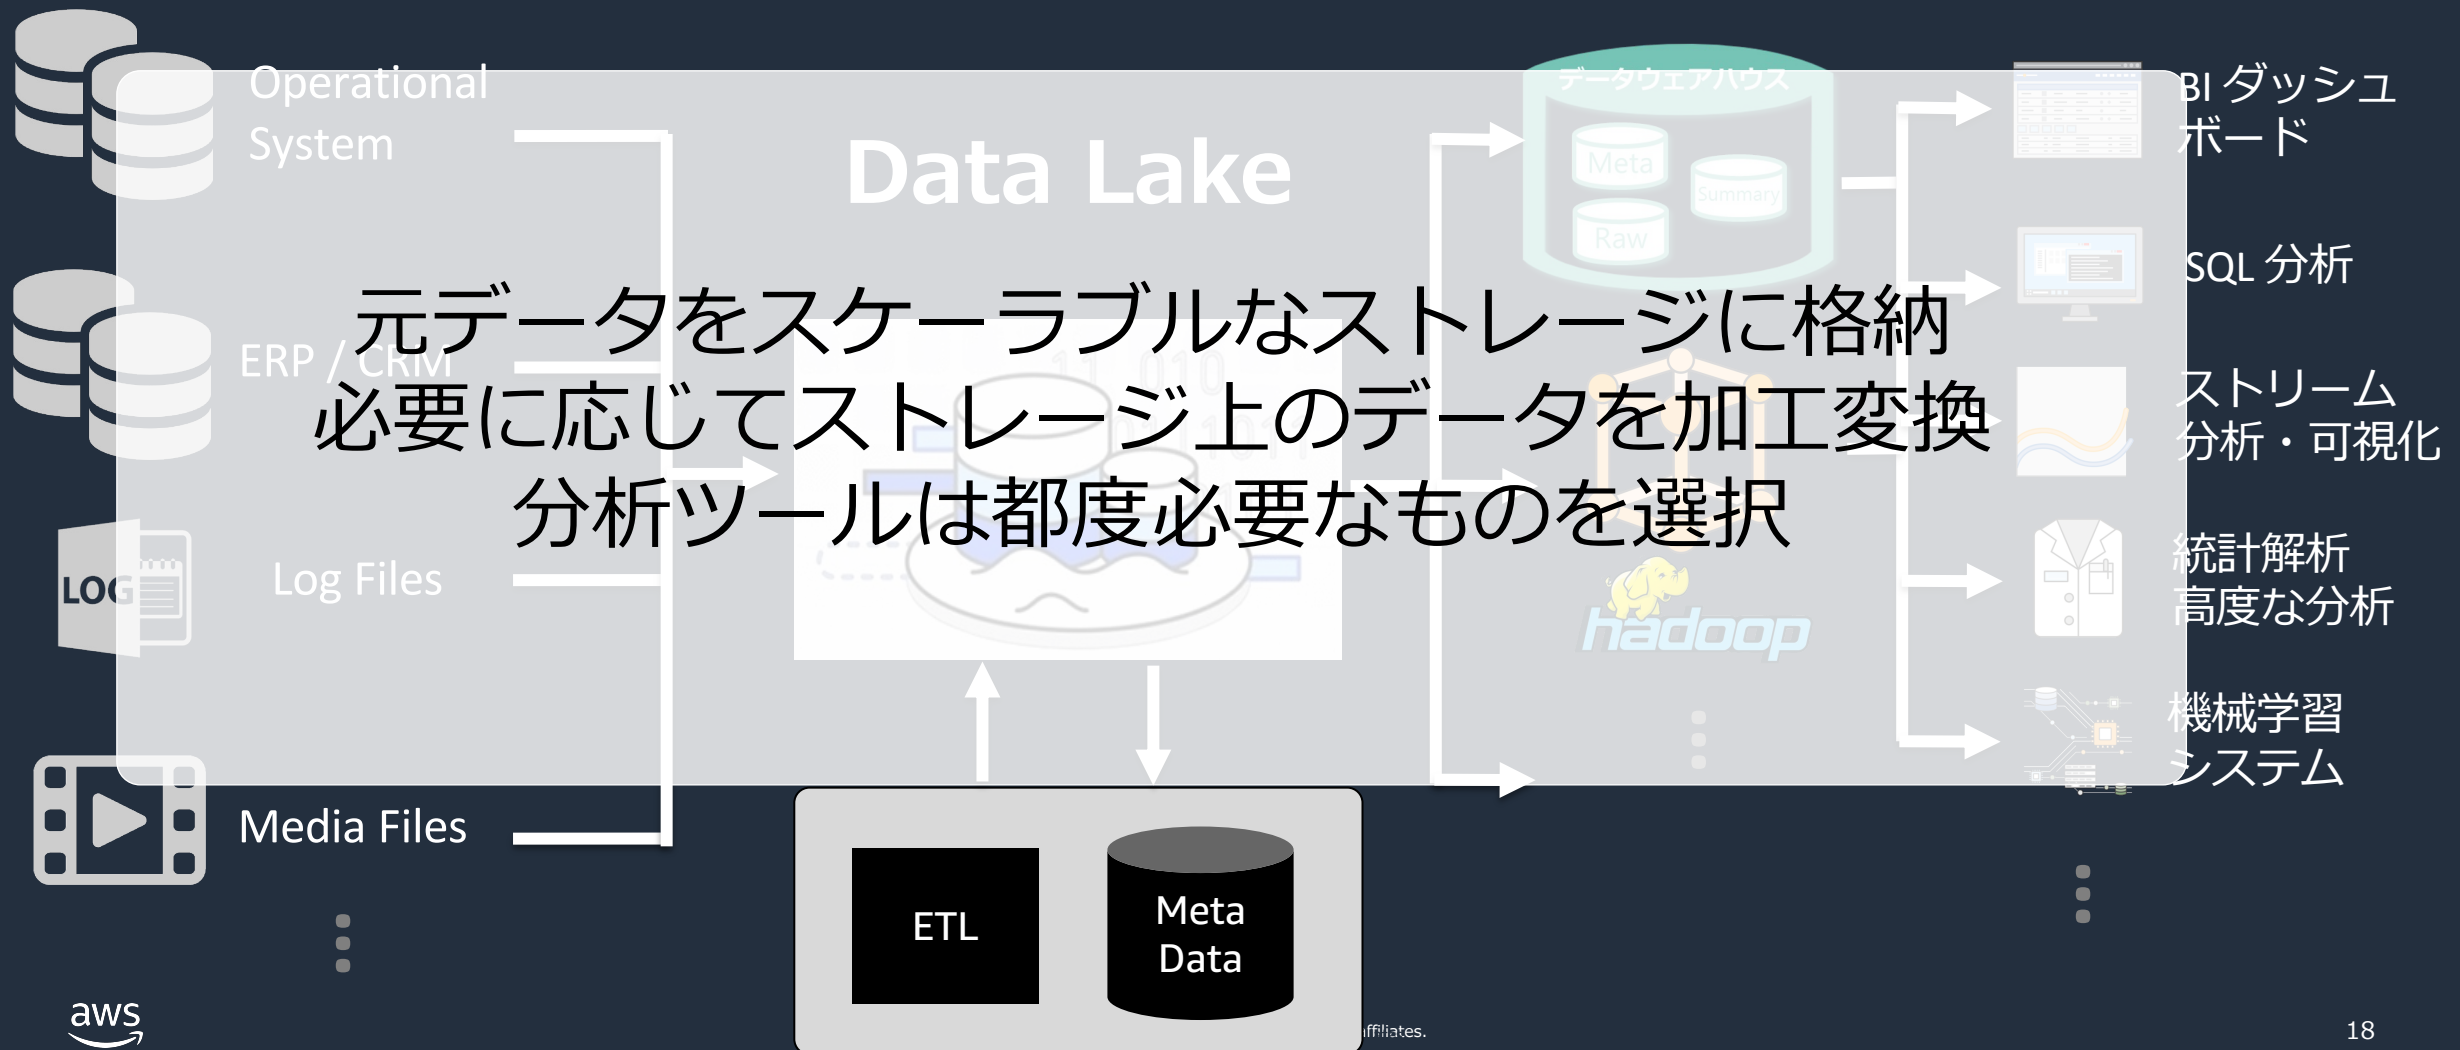 Operational
System
ERP / CRM
LOG
Log Files
Media Files
Data Lake
元データをスケーラブルなストレージに格納
必要に応じてストレージ上のデータを加工変換
分析ツールは都度必要なものを選択
ETL
Meta
Data
データウェアハウス
Meta
Summary
Raw
hadoop
BI ダッシュ
ボード
SQL 分析
ストリーム
分析・可視化
統計解析
高度な分析
機械学習
システム
aws
ffiliates.
18